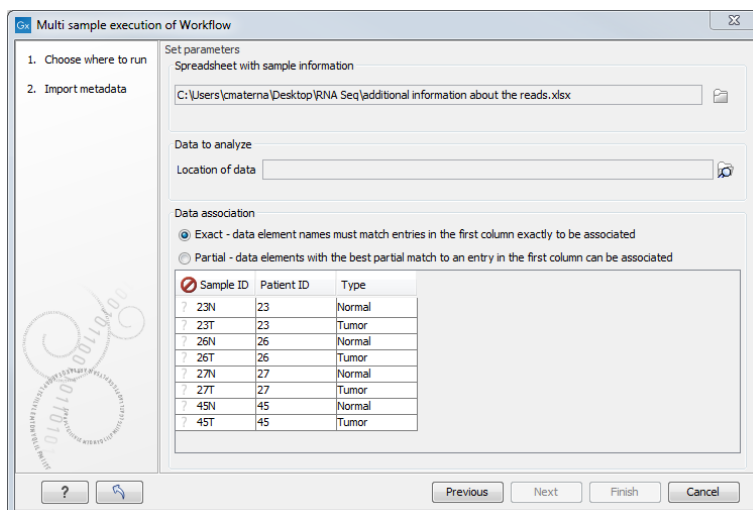 Gx Multi sample execution of Workflow
1. Choose where to run
2. Import metadata
Set parameters
Spreadsheet with sample information
C:\Users\cmaterna\Desktop\RNA Seq\additional information about the reads.xlsx
Data to analyze
Location of data
Data association
Exact - data element names must match entries in the first column exactly to be associated
Partial - data elements with the best partial match to an entry in the first column can be associated
Sample ID Patient ID Type
? 23N 23 Normal
? 23T 23 Tumor
? 26N 26 Normal
? 26T 26 Tumor
? 27N 27 Normal
? 27T 27 Tumor
? 45N 45 Normal
? 45T 45 Tumor
? Previous Next Finish Cancel